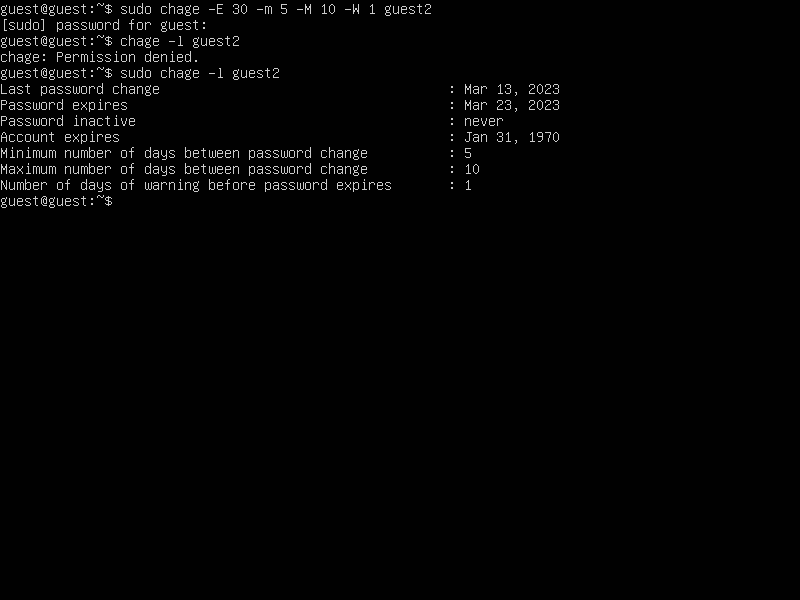 guest@guest:~$ sudo chage -E 30 -m 5 -M 10 -W 1 guest2
[sudo] password for guest:
guest@guest:~$ chage -l guest2
chage: Permission denied.
guest@guest:~$ sudo chage -l guest2
Last password change : Mar 13, 2023
Password expires : Mar 23, 2023
Password inactive : never
Account expires : Jan 31, 1970
Minimum number of days between password change : 5
Maximum number of days between password change : 10
Number of days of warning before password expires : 1
guest@guest:~$